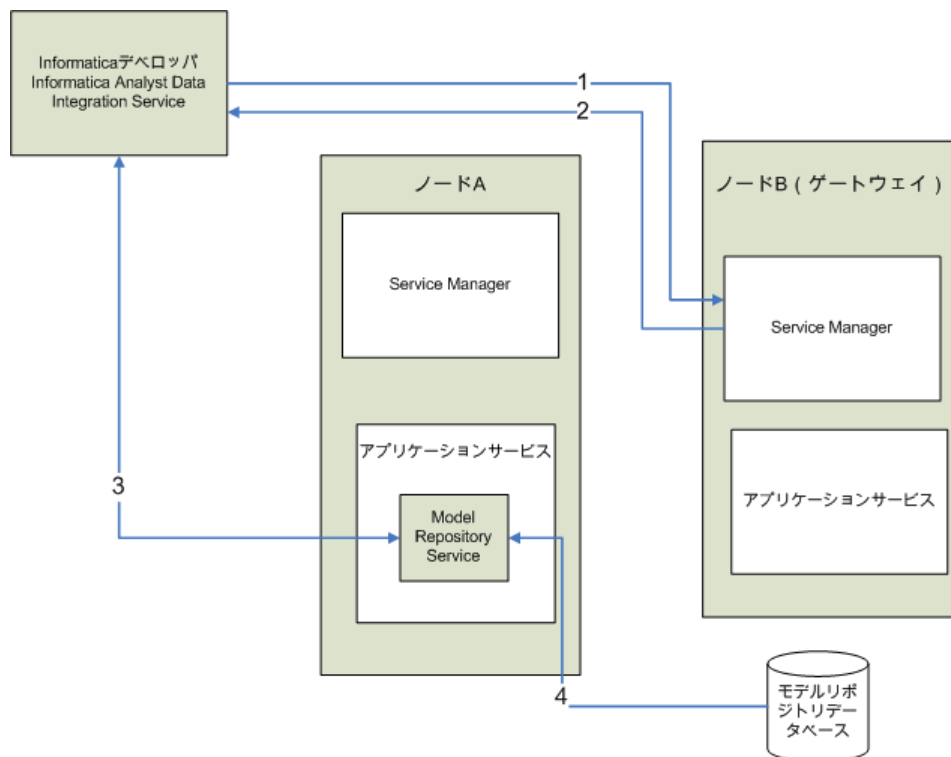 Informaticaデベロッパ
Informatica Analyst Data
Integration Service
1
2
ノードA
ノードB ( ゲートウェイ )
Service Manager
Service Manager
アプリケーションサービス
3
Model
Repository
Service
アプリケーションサービス
4
モデルリポ
ジトリデー
タベース